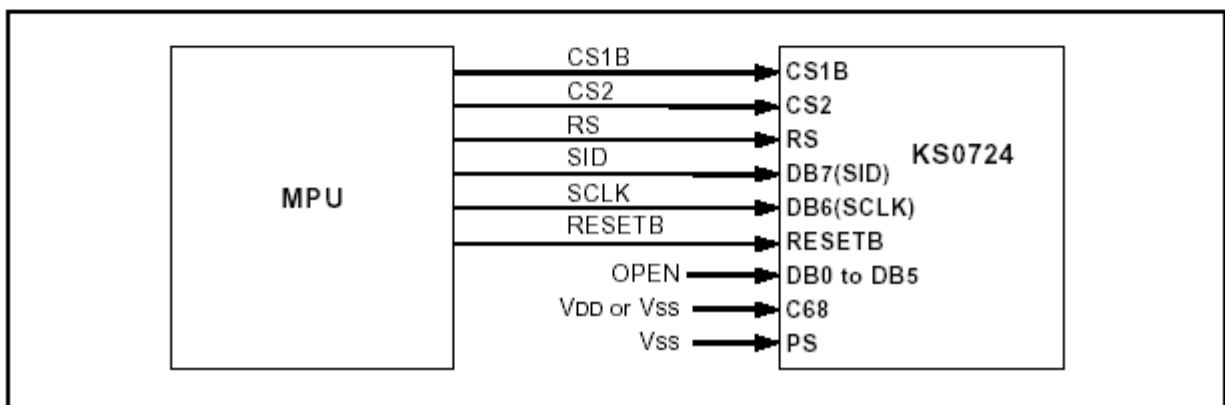 CS1B
CS1B
CS2
CS2
RS
RS
KS0724
SID
DB7(SID)
MPU
SCLK
DB6(SCLK)
RESETB
RESETB
OPEN
DB0 to DB5
VDD or VSS
C68
VSS
PS